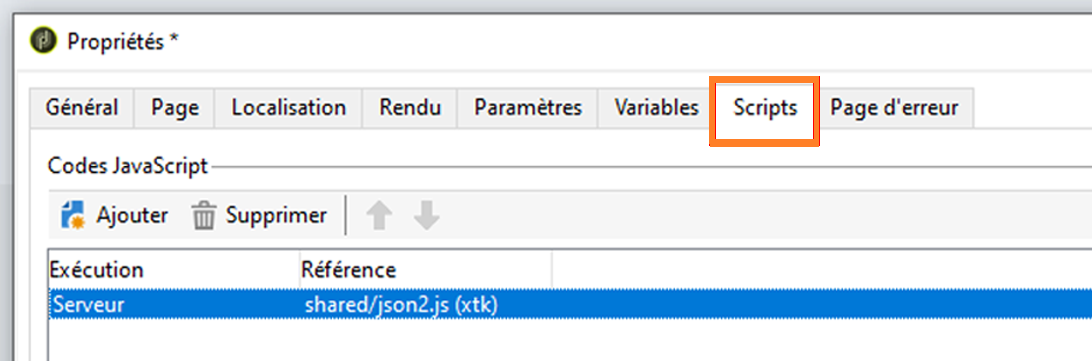 Propriétés *
Général Page Localisation Rendu Paramètres Variables Scripts Page d'erreur
Codes JavaScript
Ajouter Supprimer
Exécution Référence
Serveur shared/json2.js (xtk)